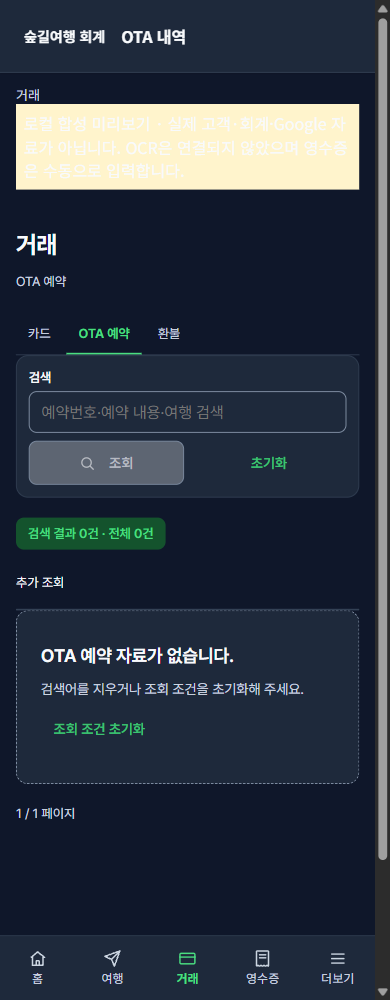 숲길여행 회계 OTA 내역
거래
로컬 합성 미리보기 · 실제 고객·회계·Google 자
료가 아닙니다. OCR은 연결되지 않았으며 영수증
은 수동으로 입력합니다.
거래
OTA 예약
카드 OTA 예약 환불
검색
예약번호·예약 내용·여행 검색
조회 초기화
검색 결과 0건 · 전체 0건
추가 조회
OTA 예약 자료가 없습니다.
검색어를 지우거나 조회 조건을 초기화해 주세요.
조회 조건 초기화
1 / 1 페이지
홈 여행 거래 영수증 더보기